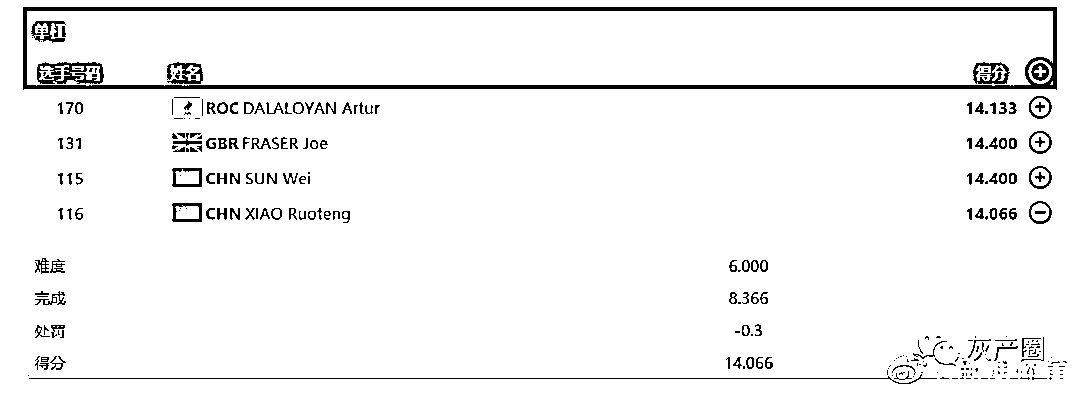 单杠
选手号码 姓名 得分
170 ROC DALALOYAN Artur 14.133
131 GBR FRASER Joe 14.400
115 CHN SUN Wei 14.400
116 CHN XIAO Ruoteng 14.066
难度 6.000
完成 8.366
处罚 -0.3
得分 14.066
灰产圈